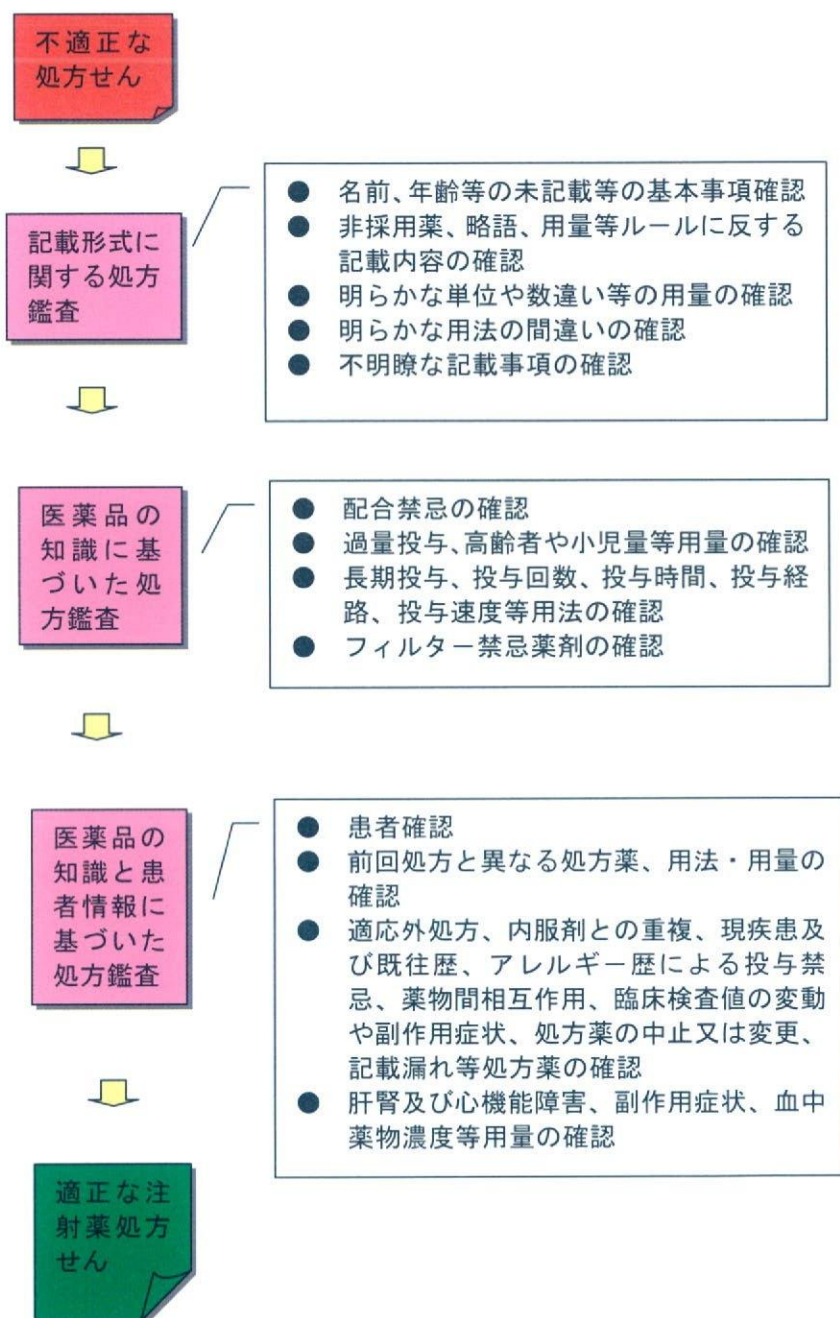 不適正な
処方せん
記載形式に
関する処方
鑑査
● 名前、年齢等の未記載等の基本事項確認
● 非採用薬、略語、用量等ルールに反する
記載内容の確認
● 明らかな単位や数違い等の用量の確認
● 明らかな用法の間違いの確認
● 不明瞭な記載事項の確認
医薬品の
知識に基
づいた処
方鑑査
● 配合禁忌の確認
● 過量投与、高齢者や小児量等用量の確認
● 長期投与、投与回数、投与時間、投与経
路、投与速度等用法の確認
● フィルター禁忌薬剤の確認
医薬品の
知識と患
者情報に
基づいた
処方鑑査
● 患者確認
● 前回処方と異なる処方薬、用法・用量の
確認
● 適応外処方、内服剤との重複、現疾患及
び既往歴、アレルギー歴による投与禁
忌、薬物間相互作用、臨床検査値の変動
や副作用症状、処方薬の中止又は変更、
記載漏れ等処方薬の確認
● 肝腎及び心機能障害、副作用症状、血中
薬物濃度等用量の確認
適正な注
射薬処方
せん